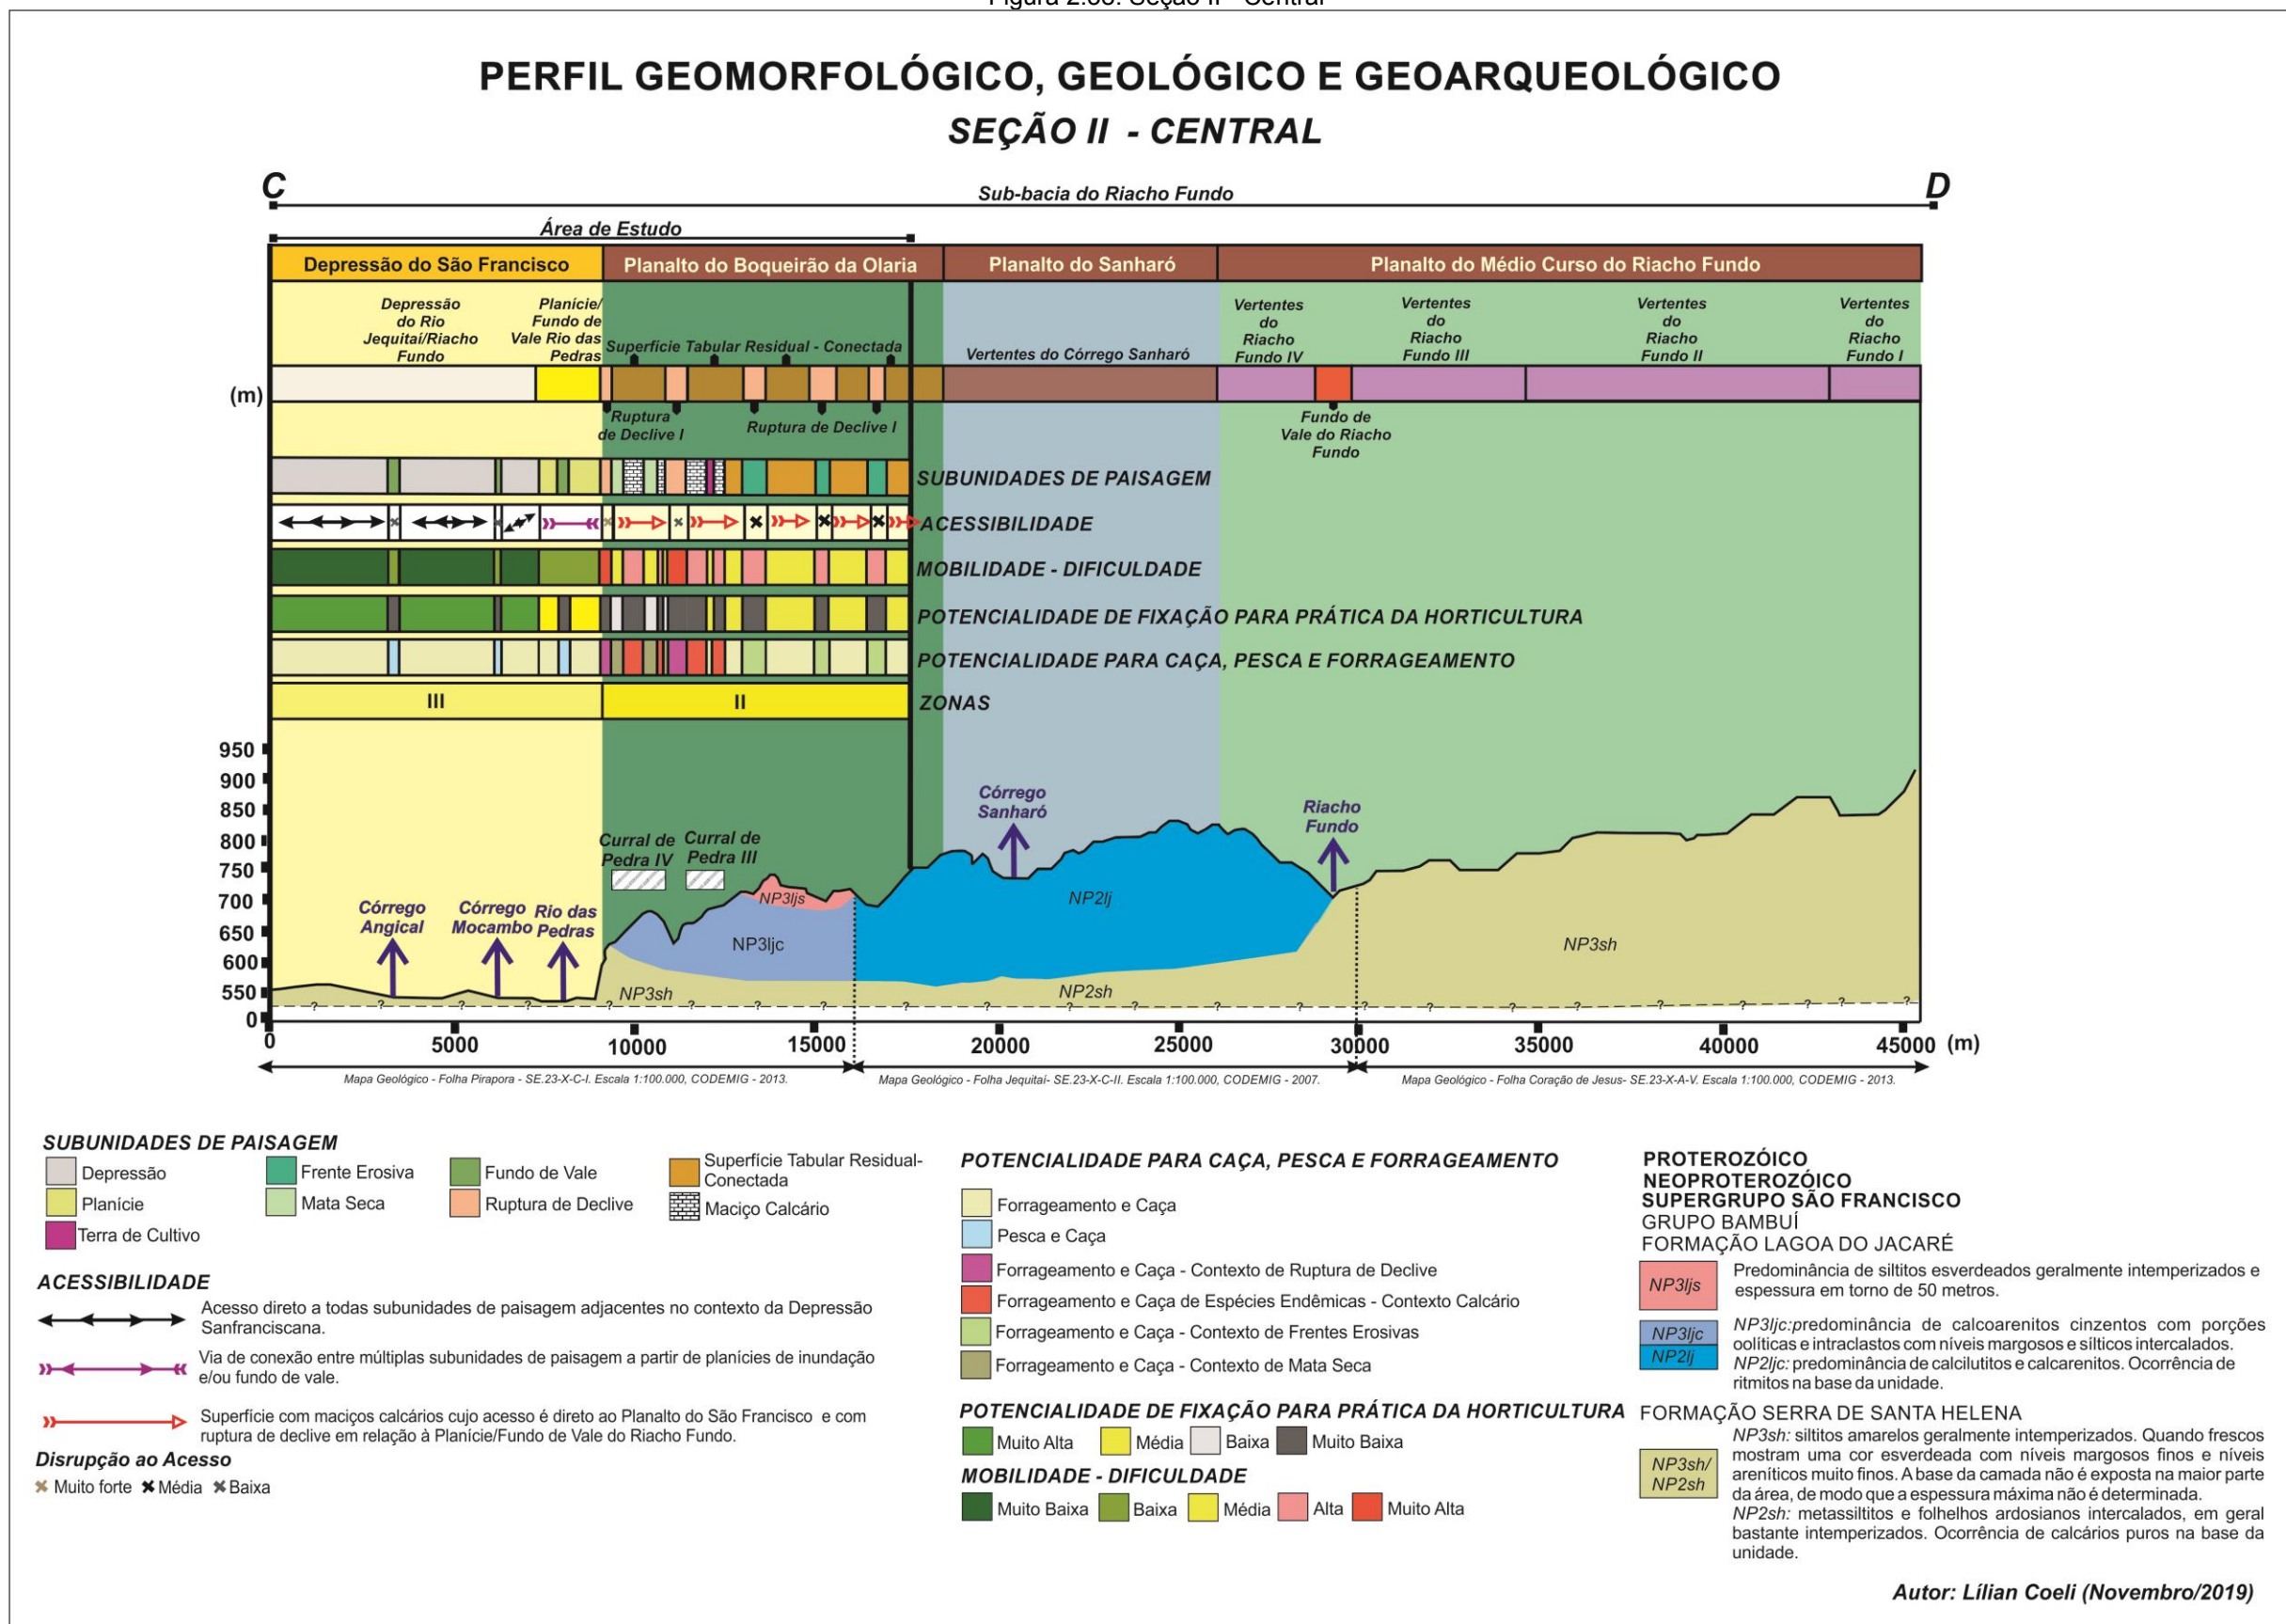 PERFIL GEOMORFOLÓGICO, GEOLÓGICO E GEOARQUEOLÓGICO
SEÇÃO II - CENTRAL
C
Sub-bacia do Riacho Fundo
D
Área de Estudo
Depressão do São Francisco
Planalto do Boqueirão da Olaria
Planalto do Sanharó
Planalto do Médio Curso do Riacho Fundo
Depressão
do Rio
Jequitaí/Riacho
Fundo
Planície/
Fundo de
Vale Rio das
Pedras
Superfície Tabular Residual - Conectada
Vertentes do Córrego Sanharó
Vertentes
do
Riacho
Fundo IV
Vertentes
do
Riacho
Fundo III
Vertentes
do
Riacho
Fundo II
Vertentes
do
Riacho
Fundo I
(m)
Ruptura
de Declive I
Ruptura de Declive I
Fundo de
Vale do Riacho
Fundo
SUBUNIDADES DE PAISAGEM
ACESSIBILIDADE
MOBILIDADE - DIFICULDADE
POTENCIALIDADE DE FIXAÇÃO PARA PRÁTICA DA HORTICULTURA
POTENCIALIDADE PARA CAÇA, PESCA E FORRAGEAMENTO
III
II
ZONAS
950
900
850
800
750
700
650
600
550
0
Córrego
Angical
Córrego
Mocambo
Rio das
Pedras
Curral de
Pedra IV
Curral de
Pedra III
Córrego
Sanharó
Riacho
Fundo
NP3ljs
NP3ljc
NP2lj
NP3sh
NP3sh
NP2sh
? ? ? ? ? ? ? ? ? ? ? ? ? ? ? ? ? ? ?
0 5000 10000 15000 20000 25000 30000 35000 40000 45000 (m)
Mapa Geológico - Folha Pirapora - SE.23-X-C-I. Escala 1:100.000, CODEMIG - 2013.
Mapa Geológico - Folha Jequitaí- SE.23-X-C-II. Escala 1:100.000, CODEMIG - 2007.
Mapa Geológico - Folha Coração de Jesus- SE.23-X-A-V. Escala 1:100.000, CODEMIG - 2013.
SUBUNIDADES DE PAISAGEM
Depressão
Frente Erosiva
Fundo de Vale
Superfície Tabular Residual-
Conectada
Planície
Mata Seca
Ruptura de Declive
Maciço Calcário
Terra de Cultivo
ACESSIBILIDADE
Acesso direto a todas subunidades de paisagem adjacentes no contexto da Depressão
Sanfranciscana.
Via de conexão entre múltiplas subunidades de paisagem a partir de planícies de inundação
e/ou fundo de vale.
Superfície com maciços calcários cujo acesso é direto ao Planalto do São Francisco e com
ruptura de declive em relação à Planície/Fundo de Vale do Riacho Fundo.
Disrupção ao Acesso
Muito forte Média Baixa
POTENCIALIDADE PARA CAÇA, PESCA E FORRAGEAMENTO
Forrageamento e Caça
Pesca e Caça
Forrageamento e Caça - Contexto de Ruptura de Declive
Forrageamento e Caça de Espécies Endêmicas - Contexto Calcário
Forrageamento e Caça - Contexto de Frentes Erosivas
Forrageamento e Caça - Contexto de Mata Seca
POTENCIALIDADE DE FIXAÇÃO PARA PRÁTICA DA HORTICULTURA
Muito Alta Média Baixa Muito Baixa
MOBILIDADE - DIFICULDADE
Muito Baixa Baixa Média Alta Muito Alta
PROTEROZÓICO
NEOPROTEROZÓICO
SUPERGRUPO SÃO FRANCISCO
GRUPO BAMBUÍ
FORMAÇÃO LAGOA DO JACARÉ
NP3ljs
Predominância de siltitos esverdeados geralmente intemperizados e
espessura em torno de 50 metros.
NP3ljc
NP2lj
NP3ljc:predominância de calcoarenitos cinzentos com porções
oolíticas e intraclastos com níveis margosos e sílticos intercalados.
NP2ljc: predominância de calcilutitos e calcarenitos. Ocorrência de
ritmitos na base da unidade.
FORMAÇÃO SERRA DE SANTA HELENA
NP3sh/
NP2sh
NP3sh: siltitos amarelos geralmente intemperizados. Quando frescos
mostram uma cor esverdeada com níveis margosos finos e níveis
areníticos muito finos. A base da camada não é exposta na maior parte
da área, de modo que a espessura máxima não é determinada.
NP2sh: metassiltitos e folhelhos ardosianos intercalados, em geral
bastante intemperizados. Ocorrência de calcários puros na base da
unidade.
Autor: Lílian Coeli (Novembro/2019)